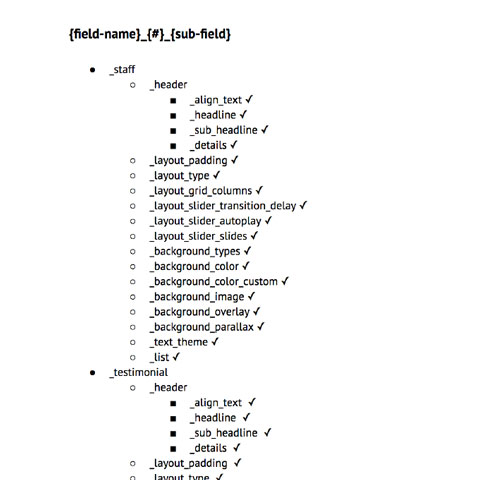 {field-name}_{#}_{sub-field}
● _staff
○ _header
■ _align_text ✓
■ _headline ✓
■ _sub_headline ✓
■ _details ✓
○ _layout_padding ✓
○ _layout_type ✓
○ _layout_grid_columns ✓
○ _layout_slider_transition_delay ✓
○ _layout_slider_autoplay ✓
○ _layout_slider_slides ✓
○ _background_types ✓
○ _background_color ✓
○ _background_color_custom ✓
○ _background_image ✓
○ _background_overlay ✓
○ _background_parallax ✓
○ _text_theme ✓
○ _list ✓
● _testimonial
○ _header
■ _align_text ✓
■ _headline ✓
■ _sub_headline ✓
■ _details ✓
○ _layout_padding ✓
○ _layout_type ✓